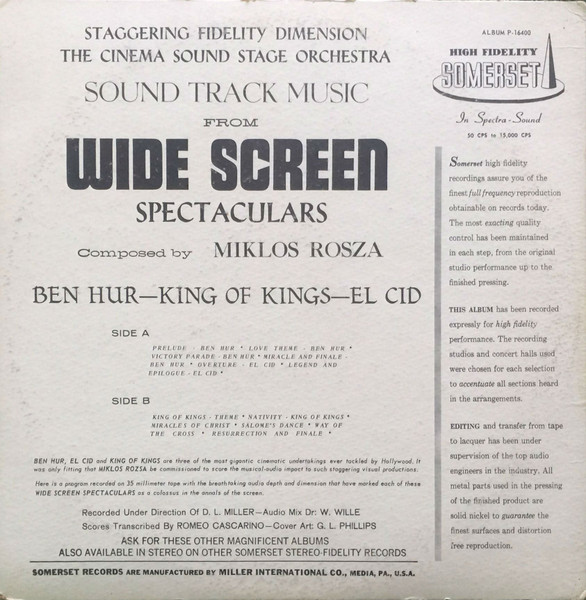 STAGGERING FIDELITY DIMENSION
THE CINEMA SOUND STAGE ORCHESTRA
SOUND TRACK MUSIC
FROM
WIDE SCREEN
SPECTACULARS
Composed by MIKLOS ROSZA
BEN HUR—KING OF KINGS—EL CID
SIDE A
PRELUDE - BEN HUR * LOVE THEME - BEN HUR *
VICTORY PARADE - BEN HUR * MIRACLE AND FINALE -
BEN HUR * OVERTURE - EL CID * LEGEND AND
EPILOGUE - EL CID *
SIDE B
KING OF KINGS - THEME * NATIVITY - KING OF KINGS *
MIRACLES OF CHRIST * SALOME'S DANCE * WAY OF
THE CROSS * RESURRECTION AND FINALE *
BEN HUR, EL CID and KING OF KINGS are three of the most gigantic cinematic undertakings ever tackled by Hollywood. It
was only fitting that MIKLOS ROZSA be commissioned to score the musical-audio impact to such staggering visual productions.
Here is a program recorded on 35 millimeter tape with the breathtaking audio depth and dimension that have marked each of these
WIDE SCREEN SPECTACULARS as a colossus in the annals of the screen.
Recorded Under Direction Of D. L. MILLER—Audio Mix Dr: W. WILLE
Scores Transcribed By ROMEO CASCARINO—Cover Art: G. L. PHILLIPS
ASK FOR THESE OTHER MAGNIFICENT ALBUMS
ALSO AVAILABLE IN STEREO ON OTHER SOMERSET STEREO-FIDELITY RECORDS
SOMERSET RECORDS ARE MANUFACTURED BY MILLER INTERNATIONAL CO., MEDIA, PA., U.S.A.
ALBUM P-16400
HIGH FIDELITY
SOMERSET
In Spectra-Sound
50 CPS to 15,000 CPS
Somerset high fidelity
recordings assure you of the
finest full frequency reproduction
obtainable on records today.
The most exacting quality
control has been maintained
in each step, from the original
studio performance up to the
finished pressing.
THIS ALBUM has been recorded
expressly for high fidelity
performance. The recording
studios and concert halls used
were chosen for each selection
to accentuate all sections heard
in the arrangements.
EDITING and transfer from tape
to lacquer has been under
supervision of the top audio
engineers in the industry. All
metal parts used in the pressing
of the finished product are
solid nickel to guarantee the
finest surfaces and distortion
free reproduction.